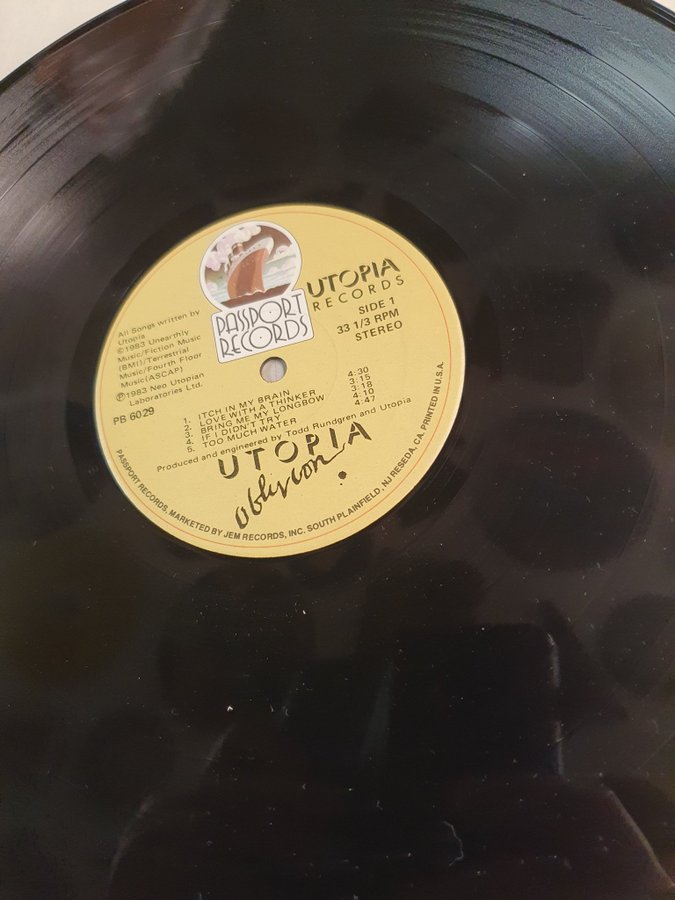 PASSPORT
RECORDS
UTOPIA
RECORDS
SIDE 1
33 1/3 RPM
STEREO
All Songs written by
Utopia
©1983 Unearthly
Music/Fiction Music
(BMI)/Terrestrial
Music/Fourth Floor
Music(ASCAP)
℗1983 Neo Utopian
Laboratories Ltd.
PB 6029
1. ITCH IN MY BRAIN 4:30
2. LOVE WITH A THINKER 3:15
3. BRING ME MY LONGBOW 3:18
4. IF I DIDN'T TRY 4:10
5. TOO MUCH WATER 4:47
Produced and engineered by Todd Rundgren and Utopia
UTOPIA
Oblivion
PASSPORT RECORDS, MARKETED BY JEM RECORDS, INC. SOUTH PLAINFIELD, NJ RESEDA, CA. PRINTED IN U.S.A.